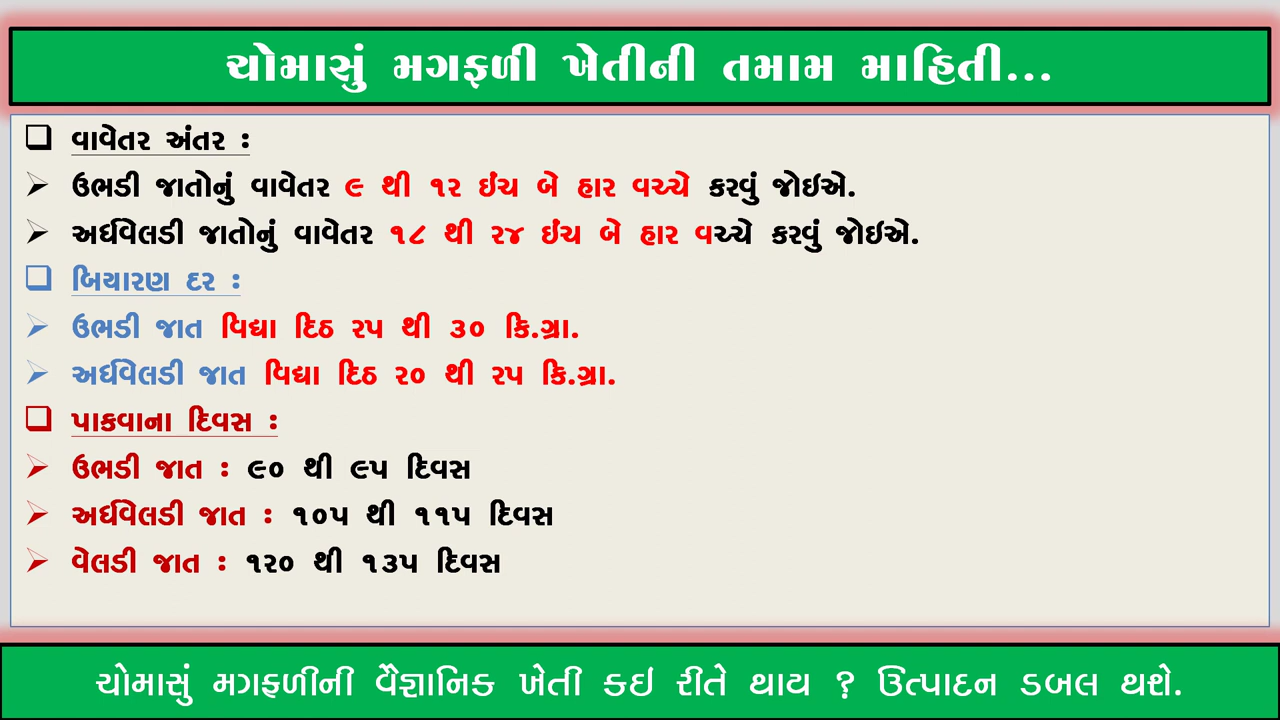 ચોમાસું મગફળી ખેતીની તમામ માહિતી...
વાવેતર અંતર :
ઉભડી જાતોનું વાવેતર ૯ થી ૧૨ ઈંચ બે હાર વચ્ચે કરવું જોઇએ.
અર્ધવેલડી જાતોનું વાવેતર ૧૮ થી ૨૪ ઈંચ બે હાર વચ્ચે કરવું જોઇએ.
બિયારણ દર :
ઉભડી જાત વિઘા દિઠ ૨૫ થી ૩૦ કિ.ગ્રા.
અર્ધવેલડી જાત વિઘા દિઠ ૨૦ થી ૨૫ કિ.ગ્રા.
પાકવાના દિવસ :
ઉભડી જાત : ૯૦ થી ૯૫ દિવસ
અર્ધવેલડી જાત : ૧૦૫ થી ૧૧૫ દિવસ
વેલડી જાત : ૧૨૦ થી ૧૩૫ દિવસ
ચોમાસું મગફળીની વૈજ્ઞાનિક ખેતી કઇ રીતે થાય ? ઉત્પાદન ડબલ થશે.